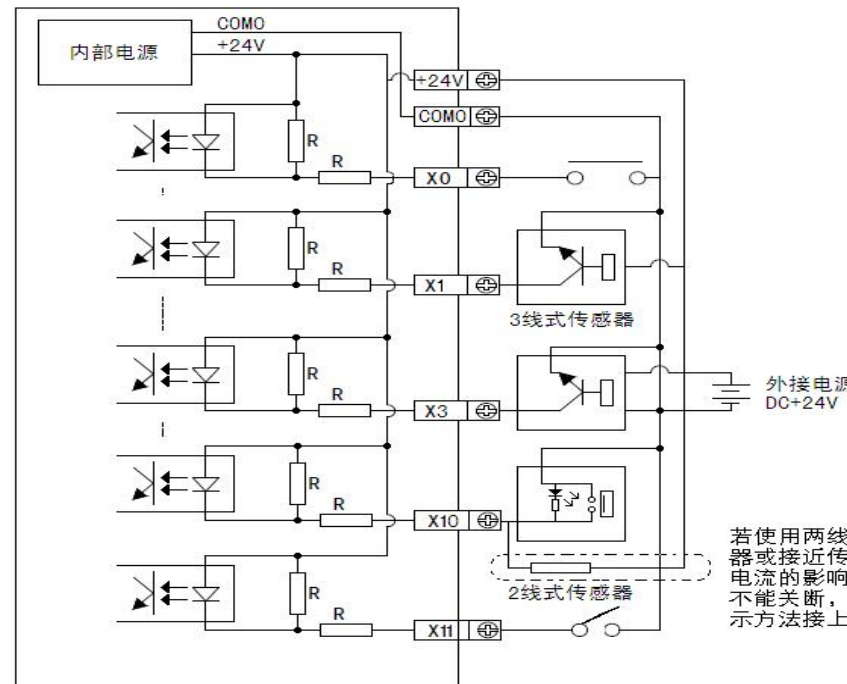 COM0
+24V
内部电源
+24V
COM0
R
R
X0
R
R
X1
3线式传感器
R
R
X3
外接电源
DC+24V
R
R
X10
若使用两线
器或接近传
电流的影响
不能关断，
示方法接上
2线式传感器
R
R
X11